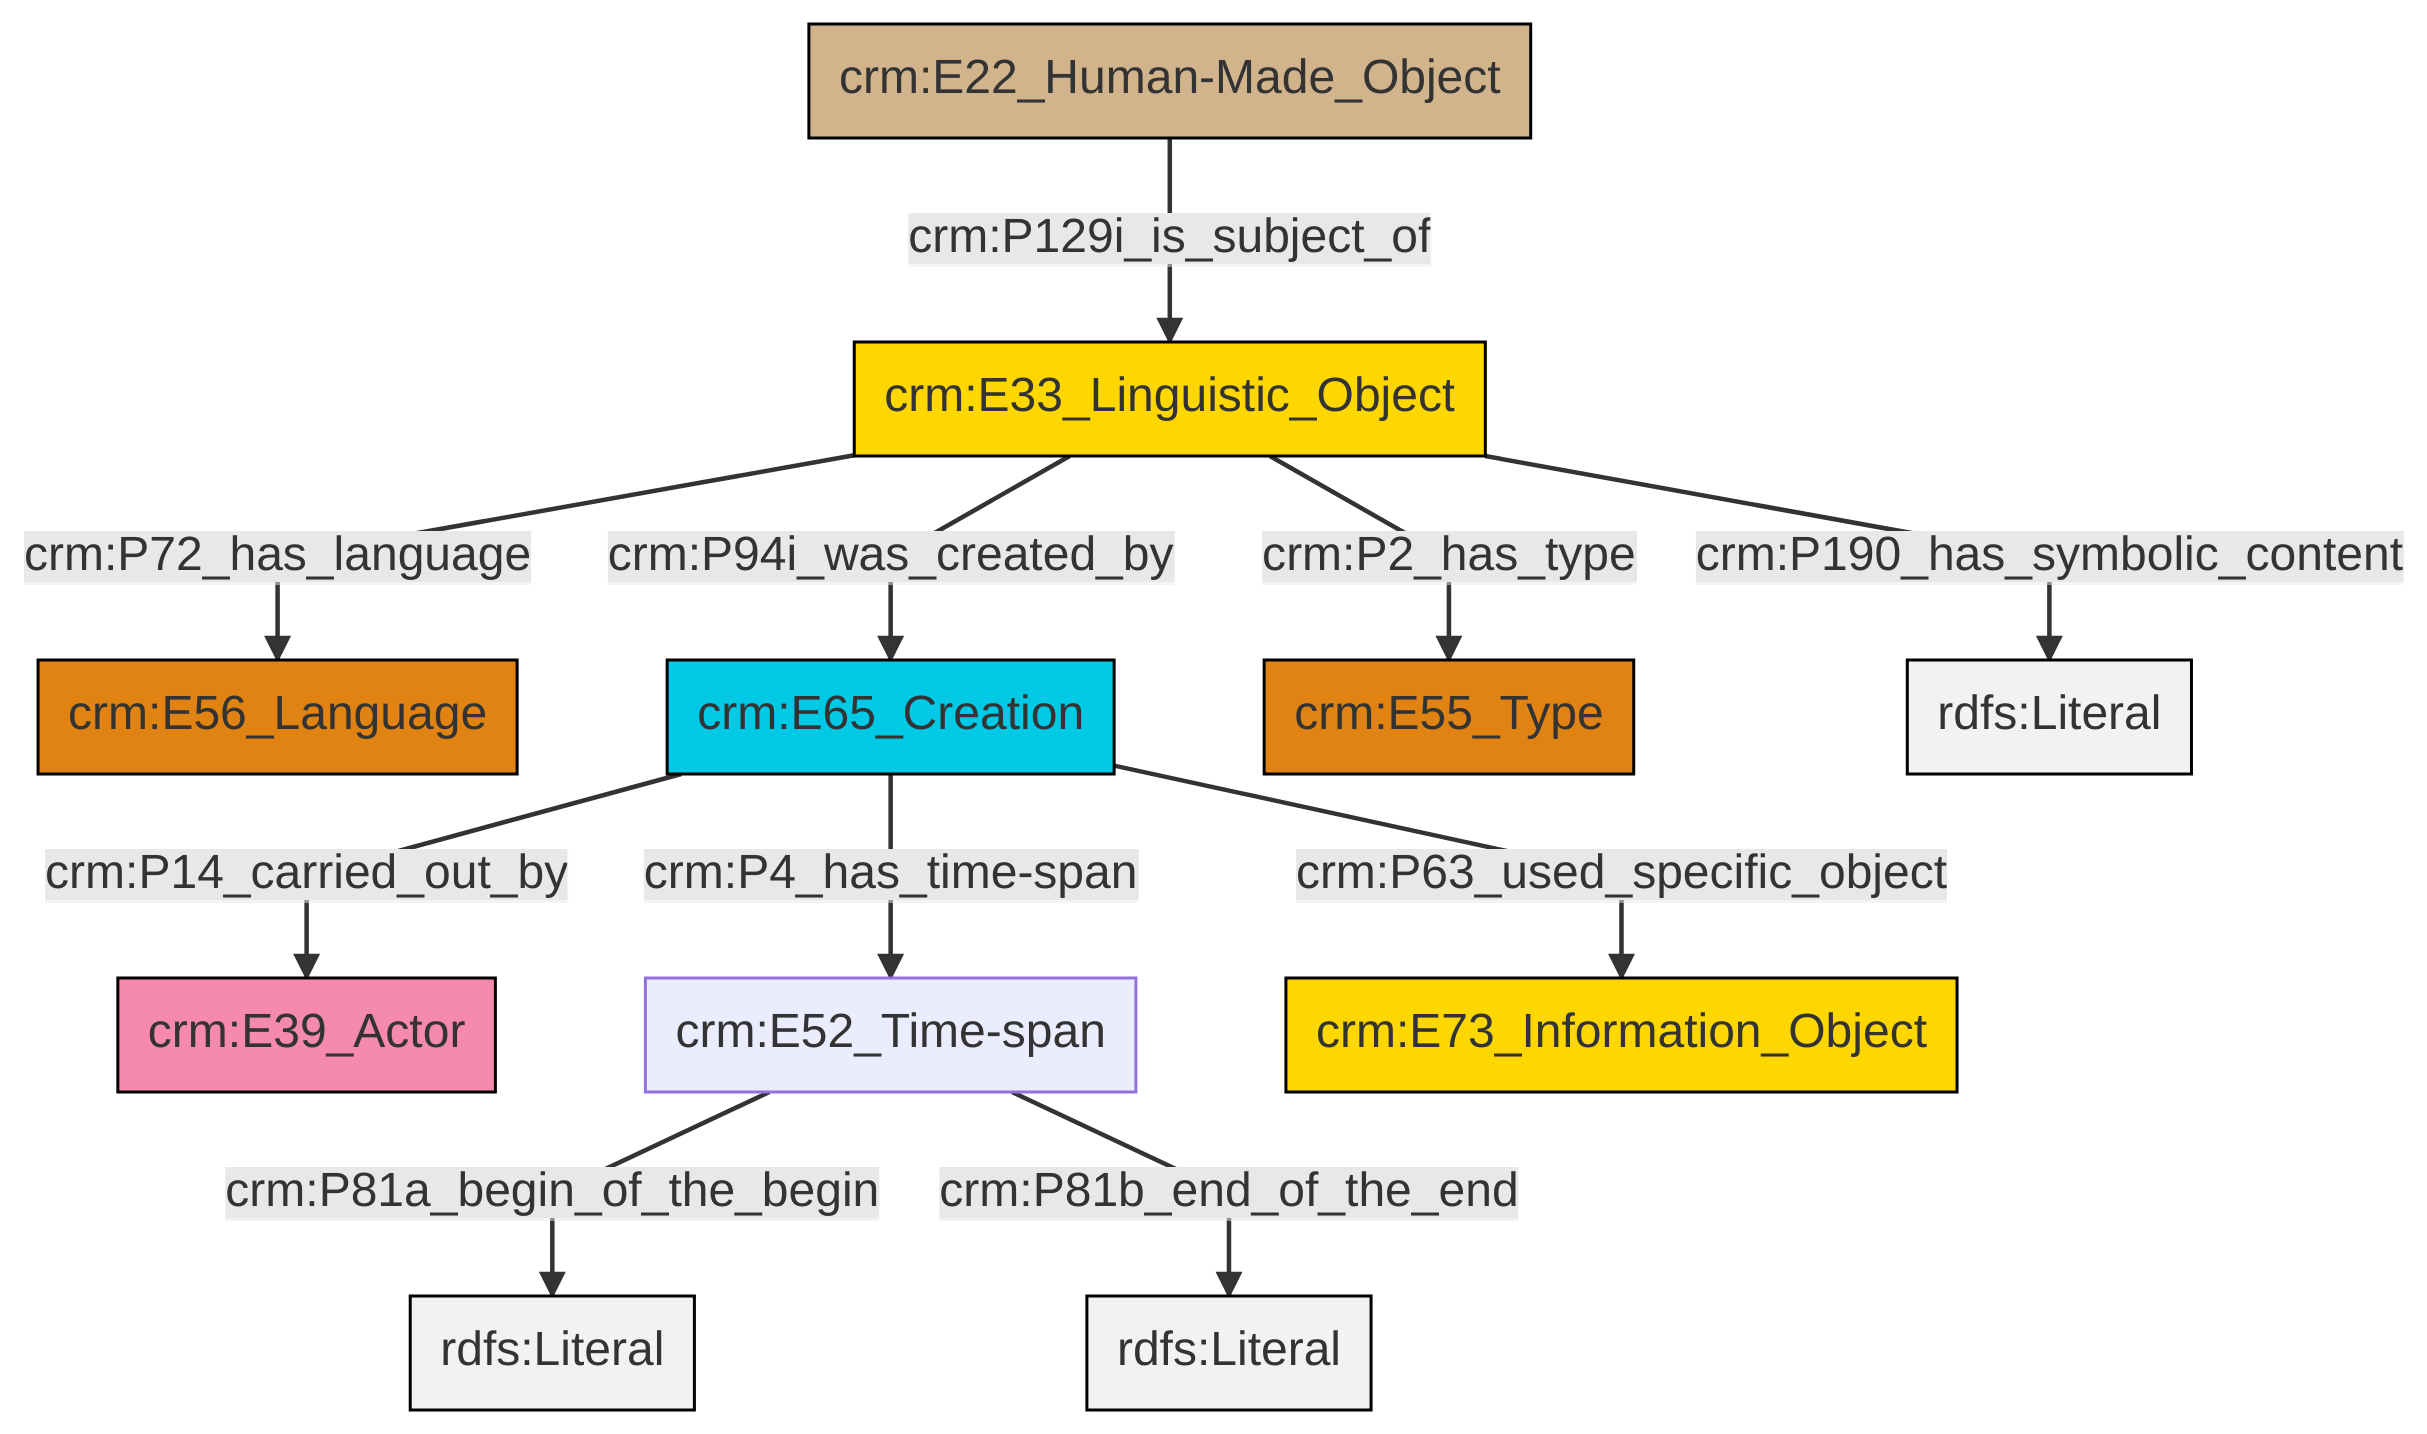 crm:E22_Human-Made_Object
crm:P129i_is_subject_of
crm:E33_Linguistic_Object
crm:P72_has_language
crm:P94i_was_created_by
crm:P2_has_type
crm:P190_has_symbolic_content
crm:E56_Language
crm:E65_Creation
crm:E55_Type
rdfs:Literal
crm:P14_carried_out_by
crm:P4_has_time-span
crm:P63_used_specific_object
crm:E39_Actor
crm:E52_Time-span
crm:E73_Information_Object
crm:P81a_begin_of_the_begin
crm:P81b_end_of_the_end
rdfs:Literal
rdfs:Literal